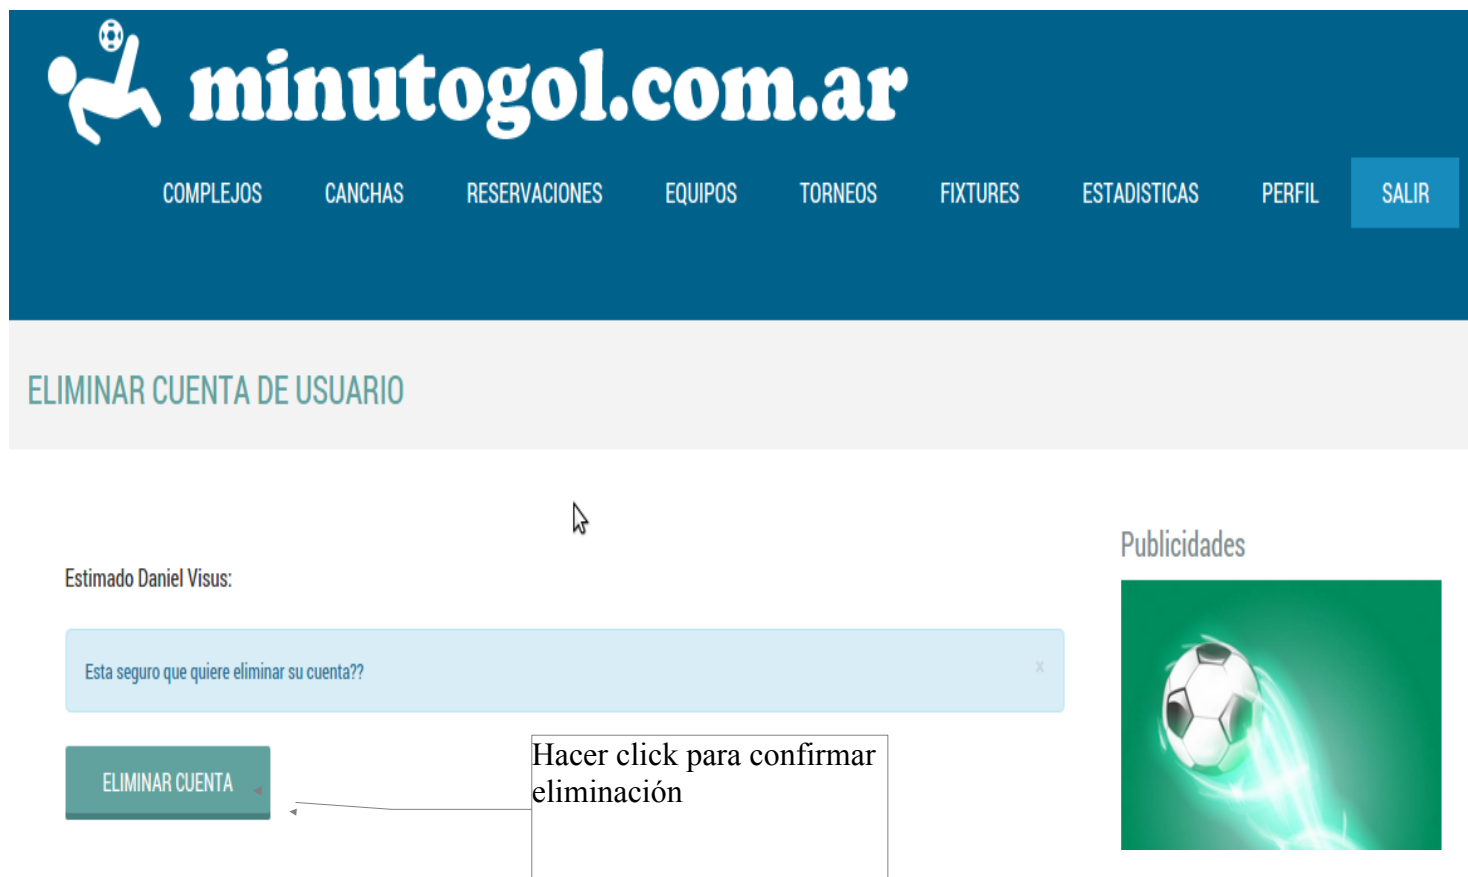 minutogol.com.ar
COMPLEJOS CANCHAS RESERVACIONES EQUIPOS TORNEOS FIXTURES ESTADISTICAS PERFIL SALIR
ELIMINAR CUENTA DE USUARIO
Publicidades
Estimado Daniel Visus:
Esta seguro que quiere eliminar su cuenta?? x
Hacer click para confirmar
eliminación
ELIMINAR CUENTA